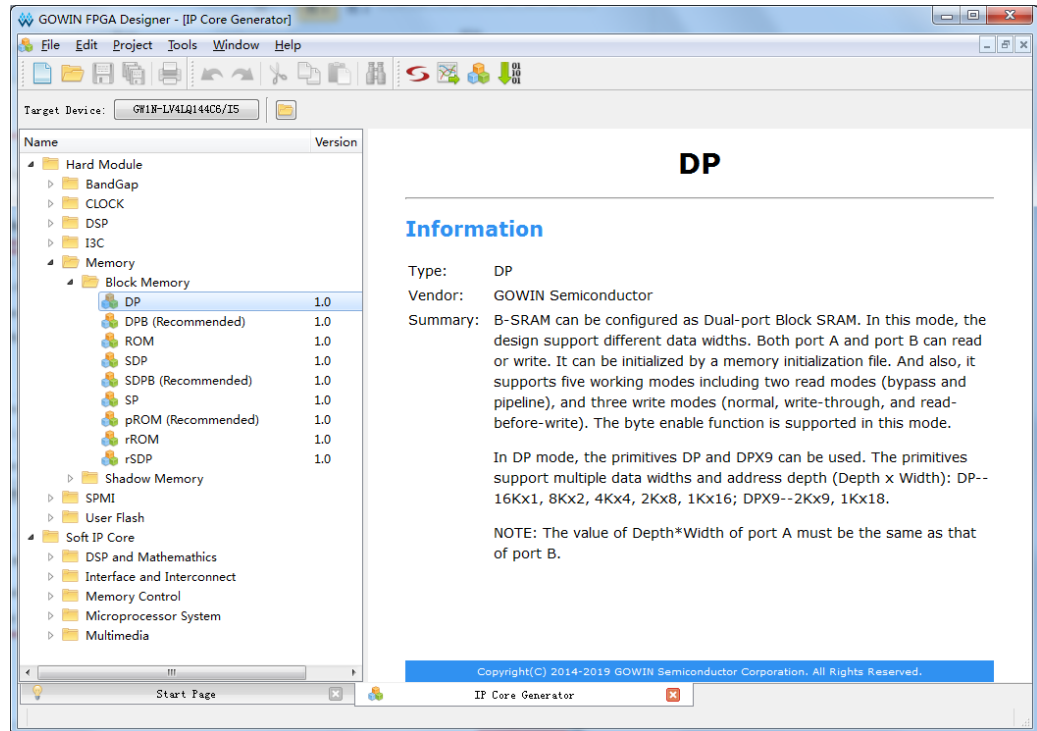 GOWIN FPGA Designer - [IP Core Generator]
File Edit Project Tools Window Help
Target Device: GW1N-LV4LQ144C6/I5
Name Version
Hard Module
BandGap
CLOCK
DSP
I3C
Memory
Block Memory
DP 1.0
DPB (Recommended) 1.0
ROM 1.0
SDP 1.0
SDPB (Recommended) 1.0
SP 1.0
pROM (Recommended) 1.0
rROM 1.0
rSDP 1.0
Shadow Memory
SPMI
User Flash
Soft IP Core
DSP and Mathemathics
Interface and Interconnect
Memory Control
Microprocessor System
Multimedia
DP
Information
Type: DP
Vendor: GOWIN Semiconductor
Summary: B-SRAM can be configured as Dual-port Block SRAM. In this mode, the
design support different data widths. Both port A and port B can read
or write. It can be initialized by a memory initialization file. And also, it
supports five working modes including two read modes (bypass and
pipeline), and three write modes (normal, write-through, and read-
before-write). The byte enable function is supported in this mode.
In DP mode, the primitives DP and DPX9 can be used. The primitives
support multiple data widths and address depth (Depth x Width): DP--
16Kx1, 8Kx2, 4Kx4, 2Kx8, 1Kx16; DPX9--2Kx9, 1Kx18.
NOTE: The value of Depth*Width of port A must be the same as that
of port B.
Copyright(C) 2014-2019 GOWIN Semiconductor Corporation. All Rights Reserved.
Start Page IP Core Generator